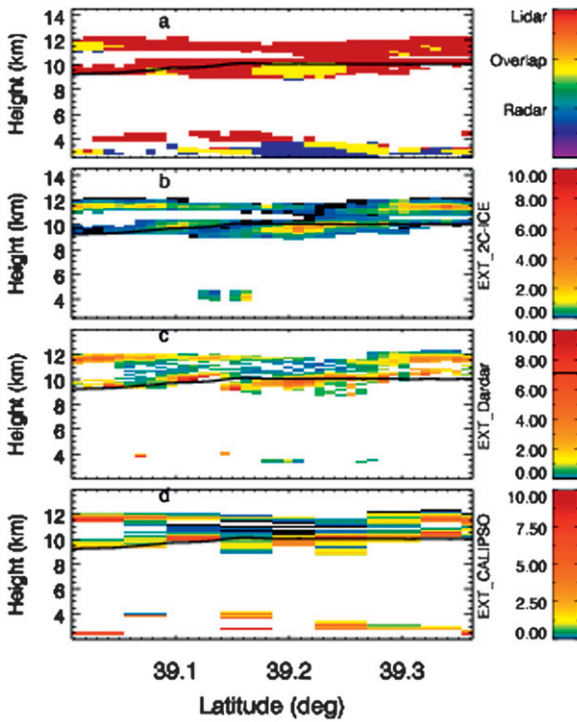 a
Height (km)
14
12
10
8
6
4
Lidar
Overlap
Radar
b
Height (km)
14
12
10
8
6
4
EXT_2C-ICE
10.00
8.00
6.00
4.00
2.00
0.00
c
Height (km)
12
10
8
6
4
EXT_Dardar
10.00
8.00
6.00
4.00
2.00
0.00
d
Height (km)
12
10
8
6
4
EXT_CALIPSO
10.00
7.50
5.00
2.50
0.00
39.1
39.2
39.3
Latitude (deg)